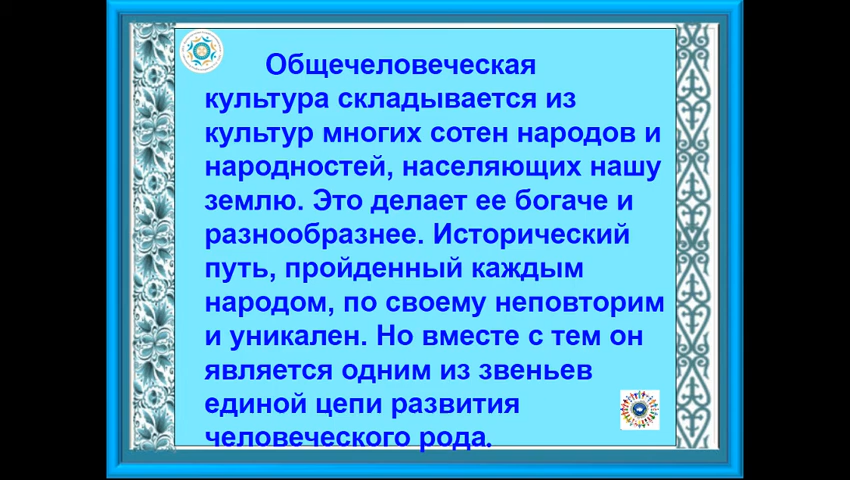 Общечеловеческая
культура складывается из
культур многих сотен народов и
народностей, населяющих нашу
землю. Это делает ее богаче и
разнообразнее. Исторический
путь, пройденный каждым
народом, по своему неповторим
и уникален. Но вместе с тем он
является одним из звеньев
единой цепи развития
человеческого рода.